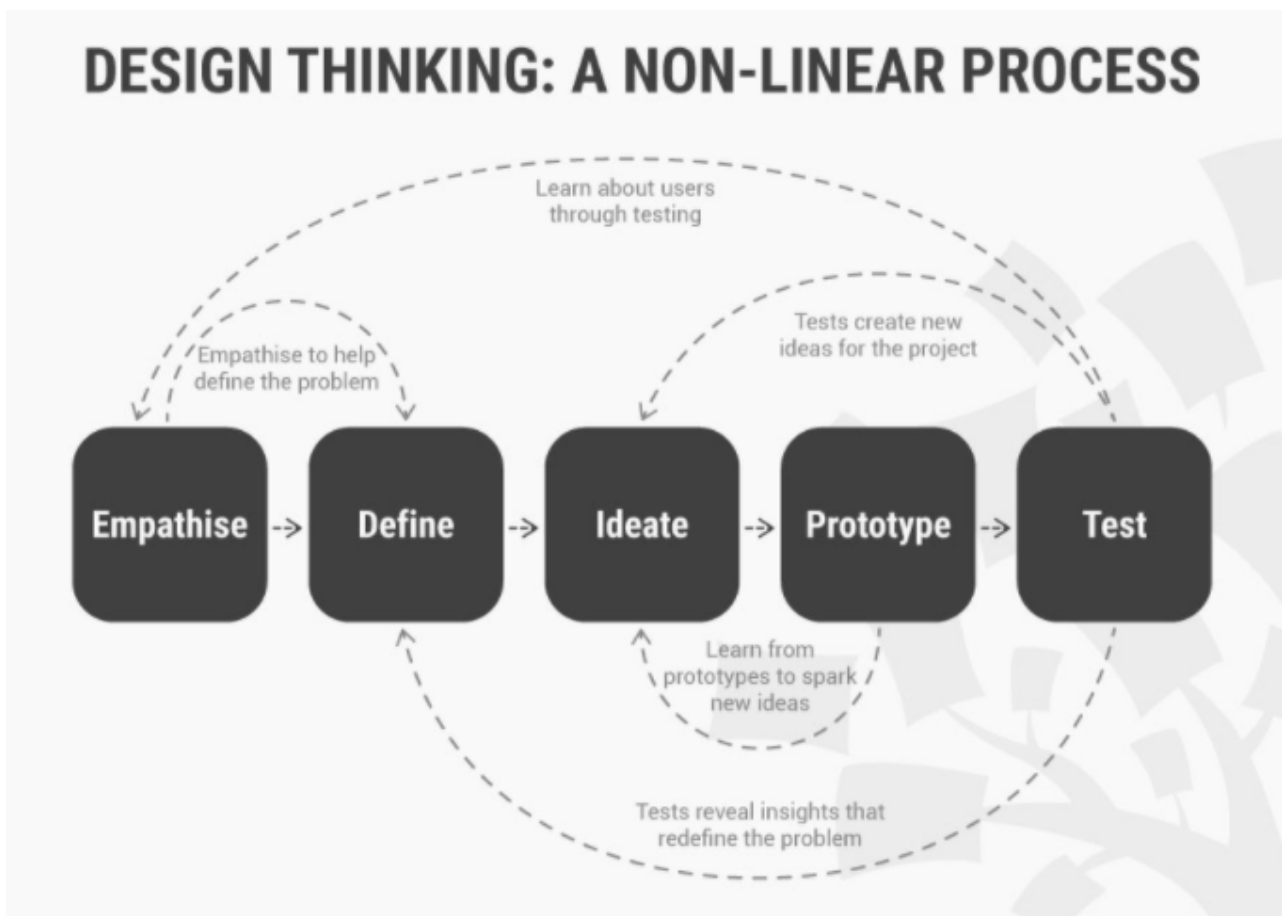 DESIGN THINKING: A NON-LINEAR PROCESS
Learn about users
through testing
Tests create new
ideas for the project
Empathise to help
define the problem
Empathise
Define
Ideate
Prototype
Test
Learn from
prototypes to spark
new ideas
Tests reveal insights that
redefine the problem